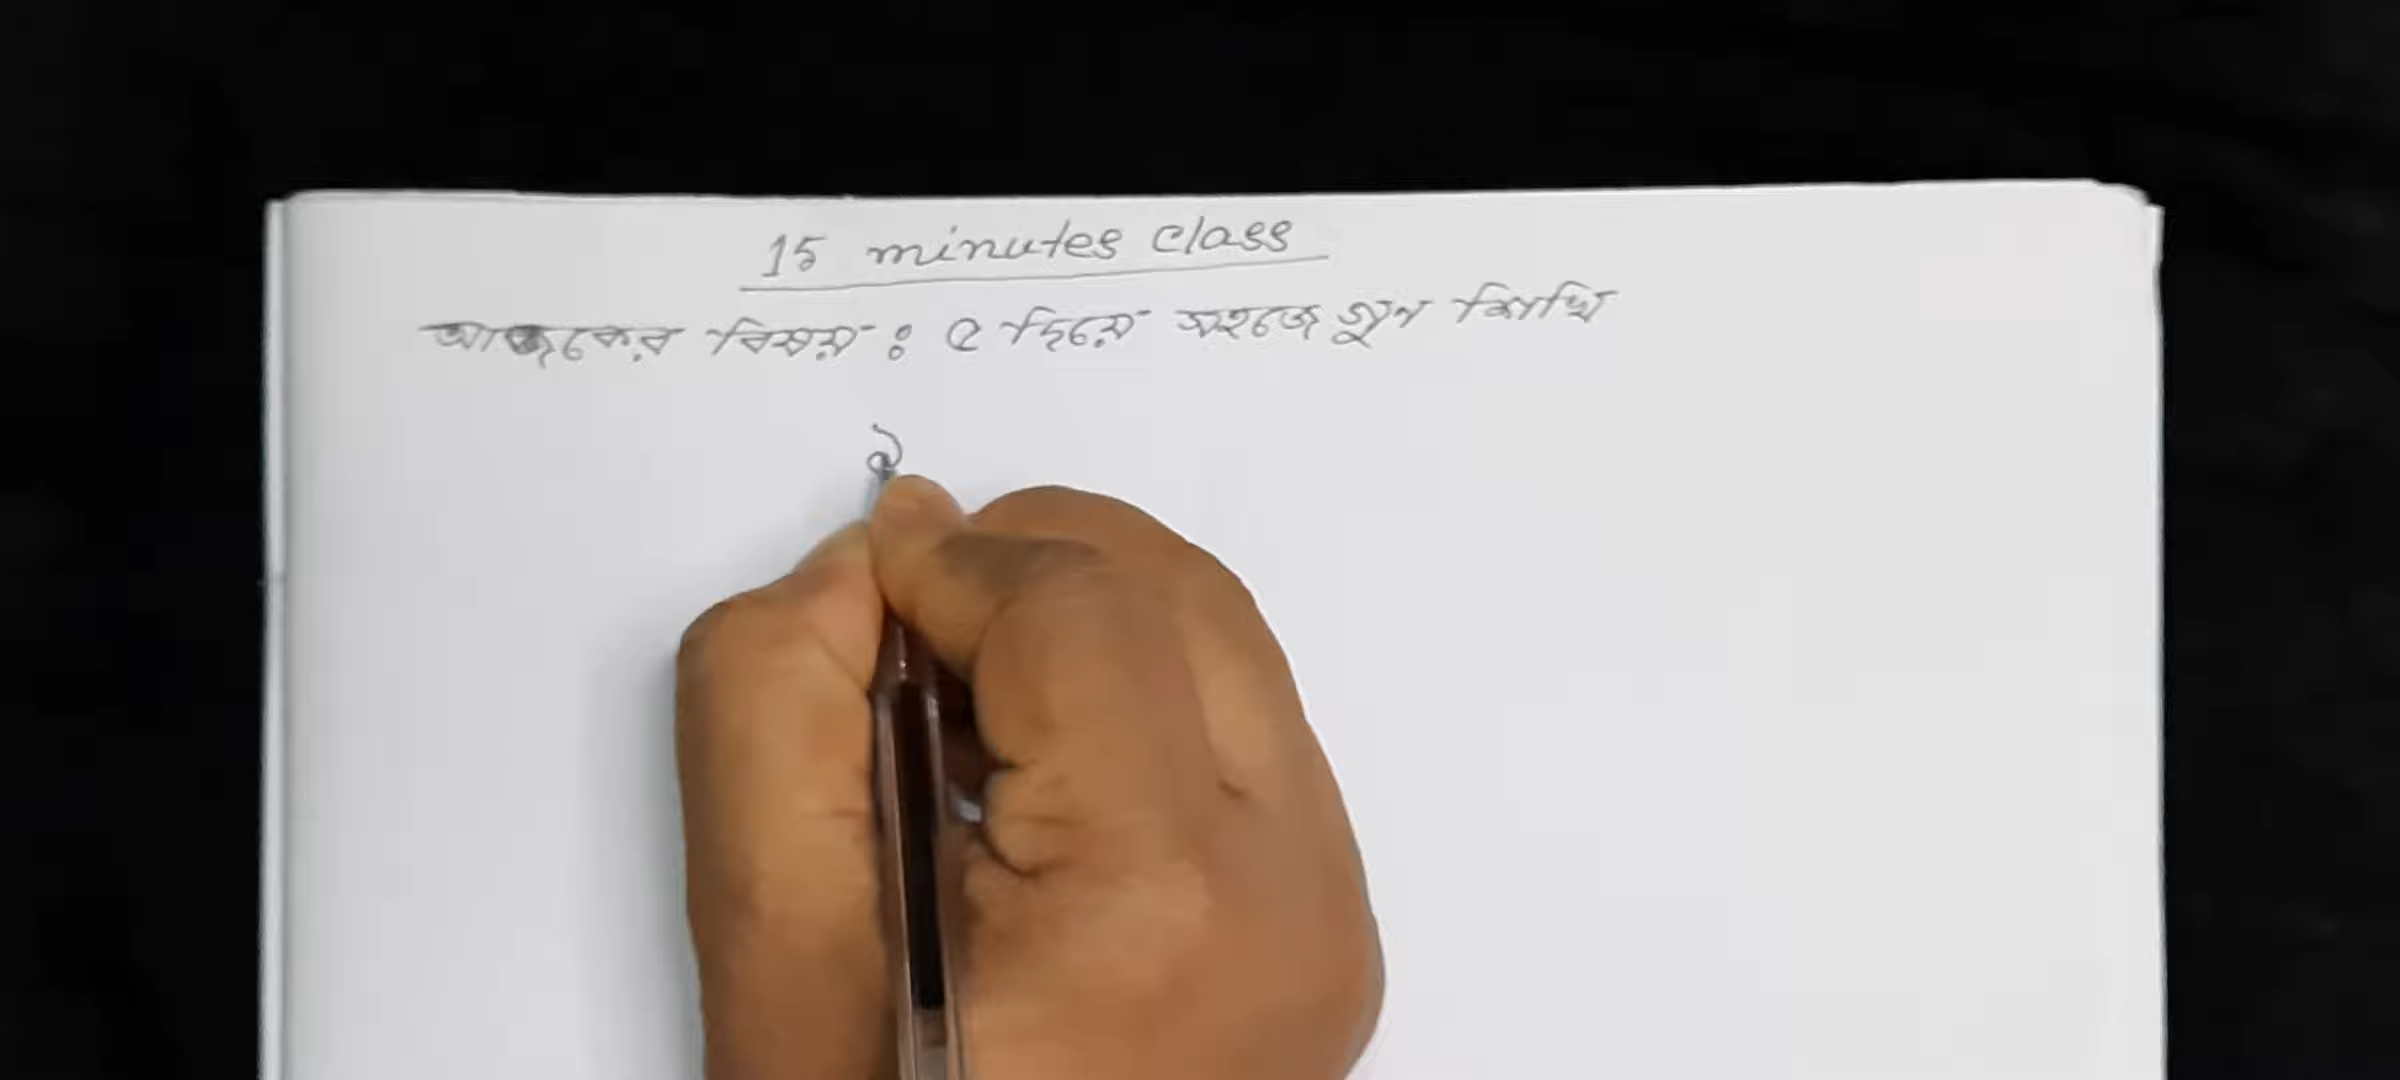 15 minutes class
আজকের বিষয় : ৫ দিয়ে সহজে গুন শিখি